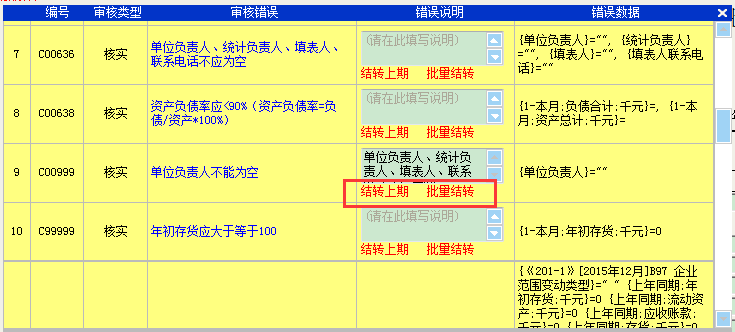 编号 审核类型 审核错误 错误说明 错误数据
7 C00636 核实 单位负责人、统计负责人、填表人、
联系电话不应为空
(请在此填写说明)
结转上期 批量结转
{单位负责人}="", {统计负责人}
="", {填表人}="", {填表人联系电
话}=""
8 C00638 核实 资产负债率应<90%（资产负债率=负
债/资产*100%）
(请在此填写说明)
结转上期 批量结转
{1-本月;负债合计;千元}=, {1-本
月;资产总计;千元}=
9 C00999 核实 单位负责人不能为空
单位负责人、统计负
责人、填表人、联系
结转上期 批量结转
{单位负责人}=""
10 C99999 核实 年初存货应大于等于100
(请在此填写说明)
结转上期 批量结转
{1-本月;年初存货;千元}=0
{《201-1》[2015年12月]B97 企业
范围变动类型}=" " {上年同期;年
初存货;千元}=0 {上年同期;流动资
产;千元}=0 {上年同期;应收账款;
千元}=0 {上年同期;存货;千元}=0